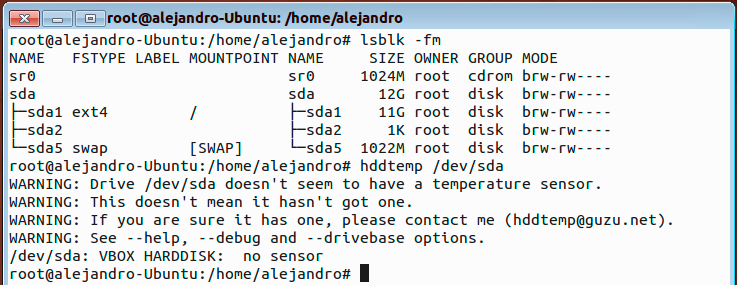 root@alejandro-Ubuntu: /home/alejandro
root@alejandro-Ubuntu:/home/alejandro# lsblk -fm
NAME   FSTYPE LABEL MOUNTPOINT NAME     SIZE OWNER GROUP MODE
sr0                            sr0     1024M root  cdrom brw-rw----
sda                            sda       12G root  disk  brw-rw----
├─sda1 ext4         /          ├─sda1    11G root  disk  brw-rw----
├─sda2                         ├─sda2     1K root  disk  brw-rw----
└─sda5 swap         [SWAP]     └─sda5  1022M root  disk  brw-rw----
root@alejandro-Ubuntu:/home/alejandro# hddtemp /dev/sda
WARNING: Drive /dev/sda doesn't seem to have a temperature sensor.
WARNING: This doesn't mean it hasn't got one.
WARNING: If you are sure it has one, please contact me (hddtemp@guzu.net).
WARNING: See --help, --debug and --drivebase options.
/dev/sda: VBOX HARDDISK:  no sensor
root@alejandro-Ubuntu:/home/alejandro#